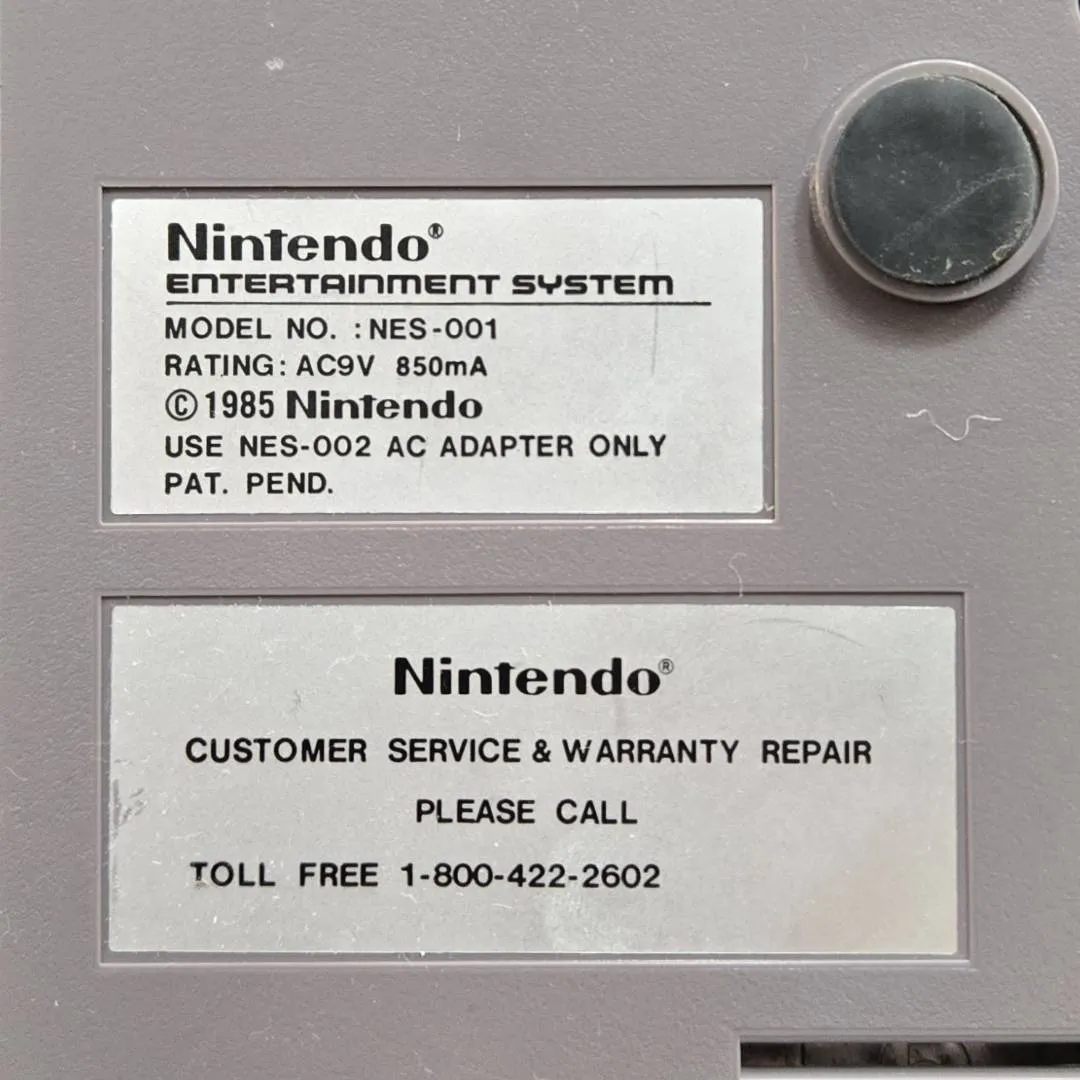 Nintendo®
ENTERTAINMENT SYSTEM
MODEL NO. : NES-001
RATING: AC9V 850mA
©1985 Nintendo
USE NES-002 AC ADAPTER ONLY
PAT. PEND.
Nintendo®
CUSTOMER SERVICE & WARRANTY REPAIR
PLEASE CALL
TOLL FREE 1-800-422-2602